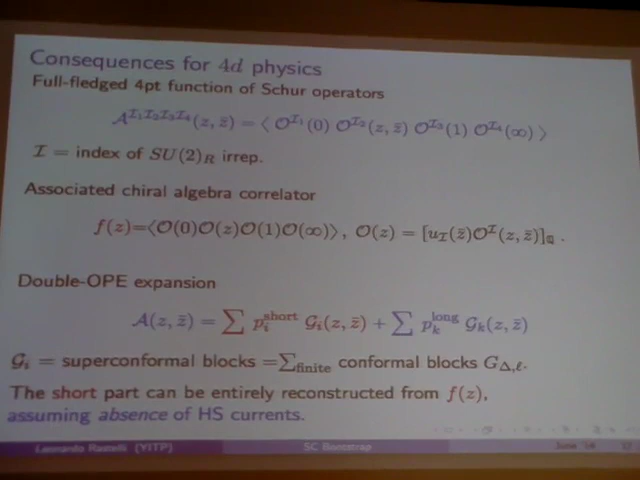 Consequences for 4d physics
Full-fledged 4pt function of Schur operators
𝒜^{ℐ₁ℐ₂ℐ₃ℐ₄}(z, z̄) = ⟨ 𝒪^{ℐ₁}(0) 𝒪^{ℐ₂}(z, z̄) 𝒪^{ℐ₃}(1) 𝒪^{ℐ₄}(∞) ⟩
ℐ = index of SU(2)_R irrep.
Associated chiral algebra correlator
f(z)=⟨𝒪(0)𝒪(z)𝒪(1)𝒪(∞)⟩, 𝒪(z) = [u_ℐ(z̄)𝒪^ℐ(z, z̄)]_ℚ .
Double-OPE expansion
𝒜(z, z̄) = ∑ p_i^{short} 𝒢_i(z, z̄) + ∑ p_k^{long} 𝒢_k(z, z̄)
𝒢_i = superconformal blocks =∑_{finite} conformal blocks G_{Δ,ℓ}.
The short part can be entirely reconstructed from f(z),
assuming absence of HS currents.
Leonardo Rastelli (YITP) SC Bootstrap June '14